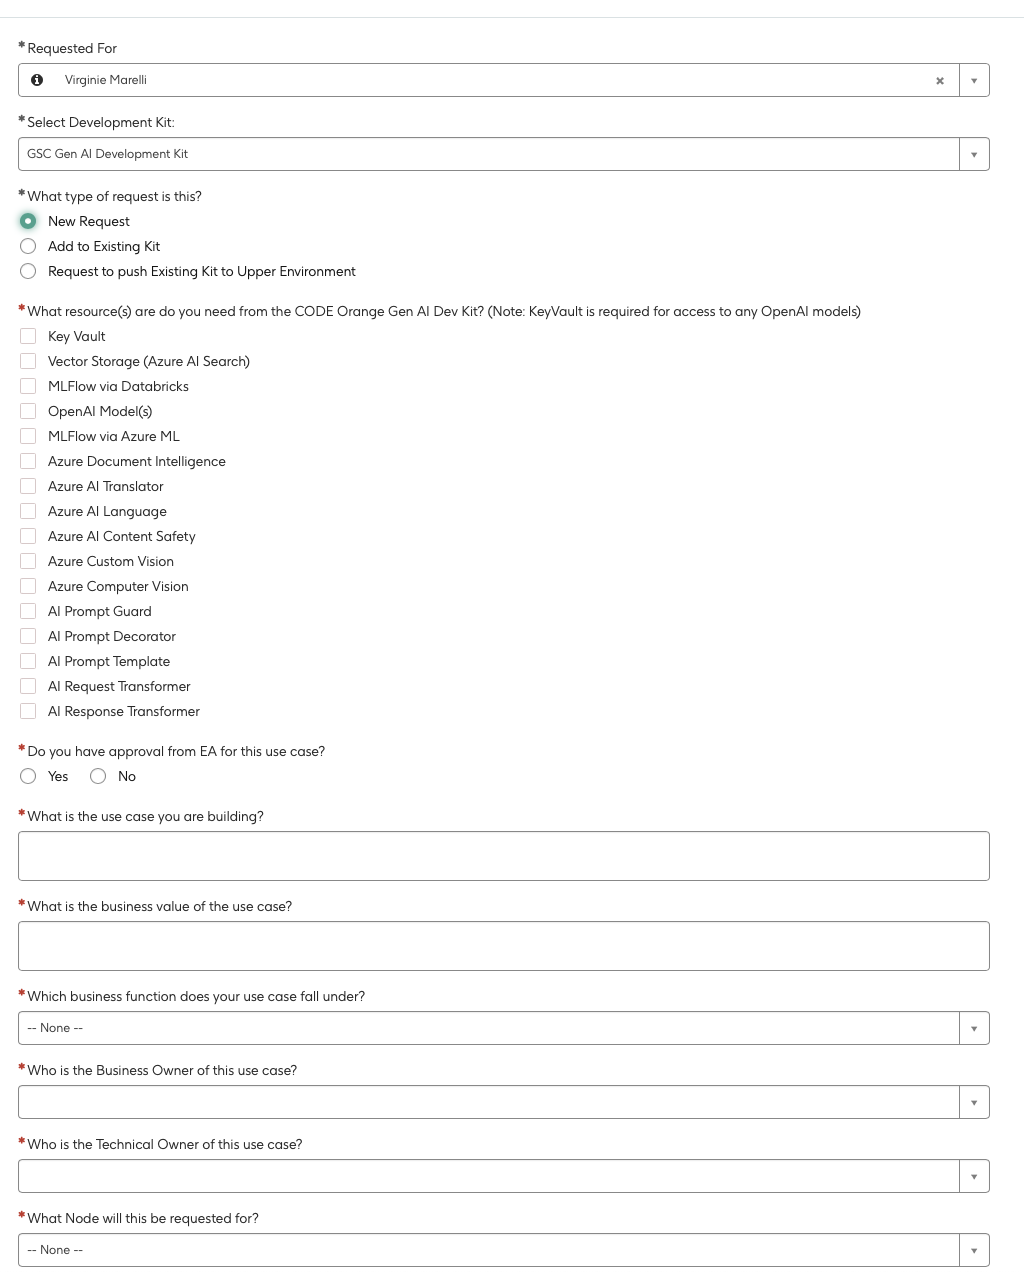 * Requested For
Virginie Marelli
* Select Development Kit:
GSC Gen AI Development Kit
* What type of request is this?
New Request
Add to Existing Kit
Request to push Existing Kit to Upper Environment
* What resource(s) are do you need from the CODE Orange Gen AI Dev Kit? (Note: KeyVault is required for access to any OpenAI models)
Key Vault
Vector Storage (Azure AI Search)
MLFlow via Databricks
OpenAI Model(s)
MLFlow via Azure ML
Azure Document Intelligence
Azure AI Translator
Azure AI Language
Azure AI Content Safety
Azure Custom Vision
Azure Computer Vision
AI Prompt Guard
AI Prompt Decorator
AI Prompt Template
AI Request Transformer
AI Response Transformer
* Do you have approval from EA for this use case?
Yes No
* What is the use case you are building?
* What is the business value of the use case?
* Which business function does your use case fall under?
-- None --
* Who is the Business Owner of this use case?
* Who is the Technical Owner of this use case?
* What Node will this be requested for?
-- None --